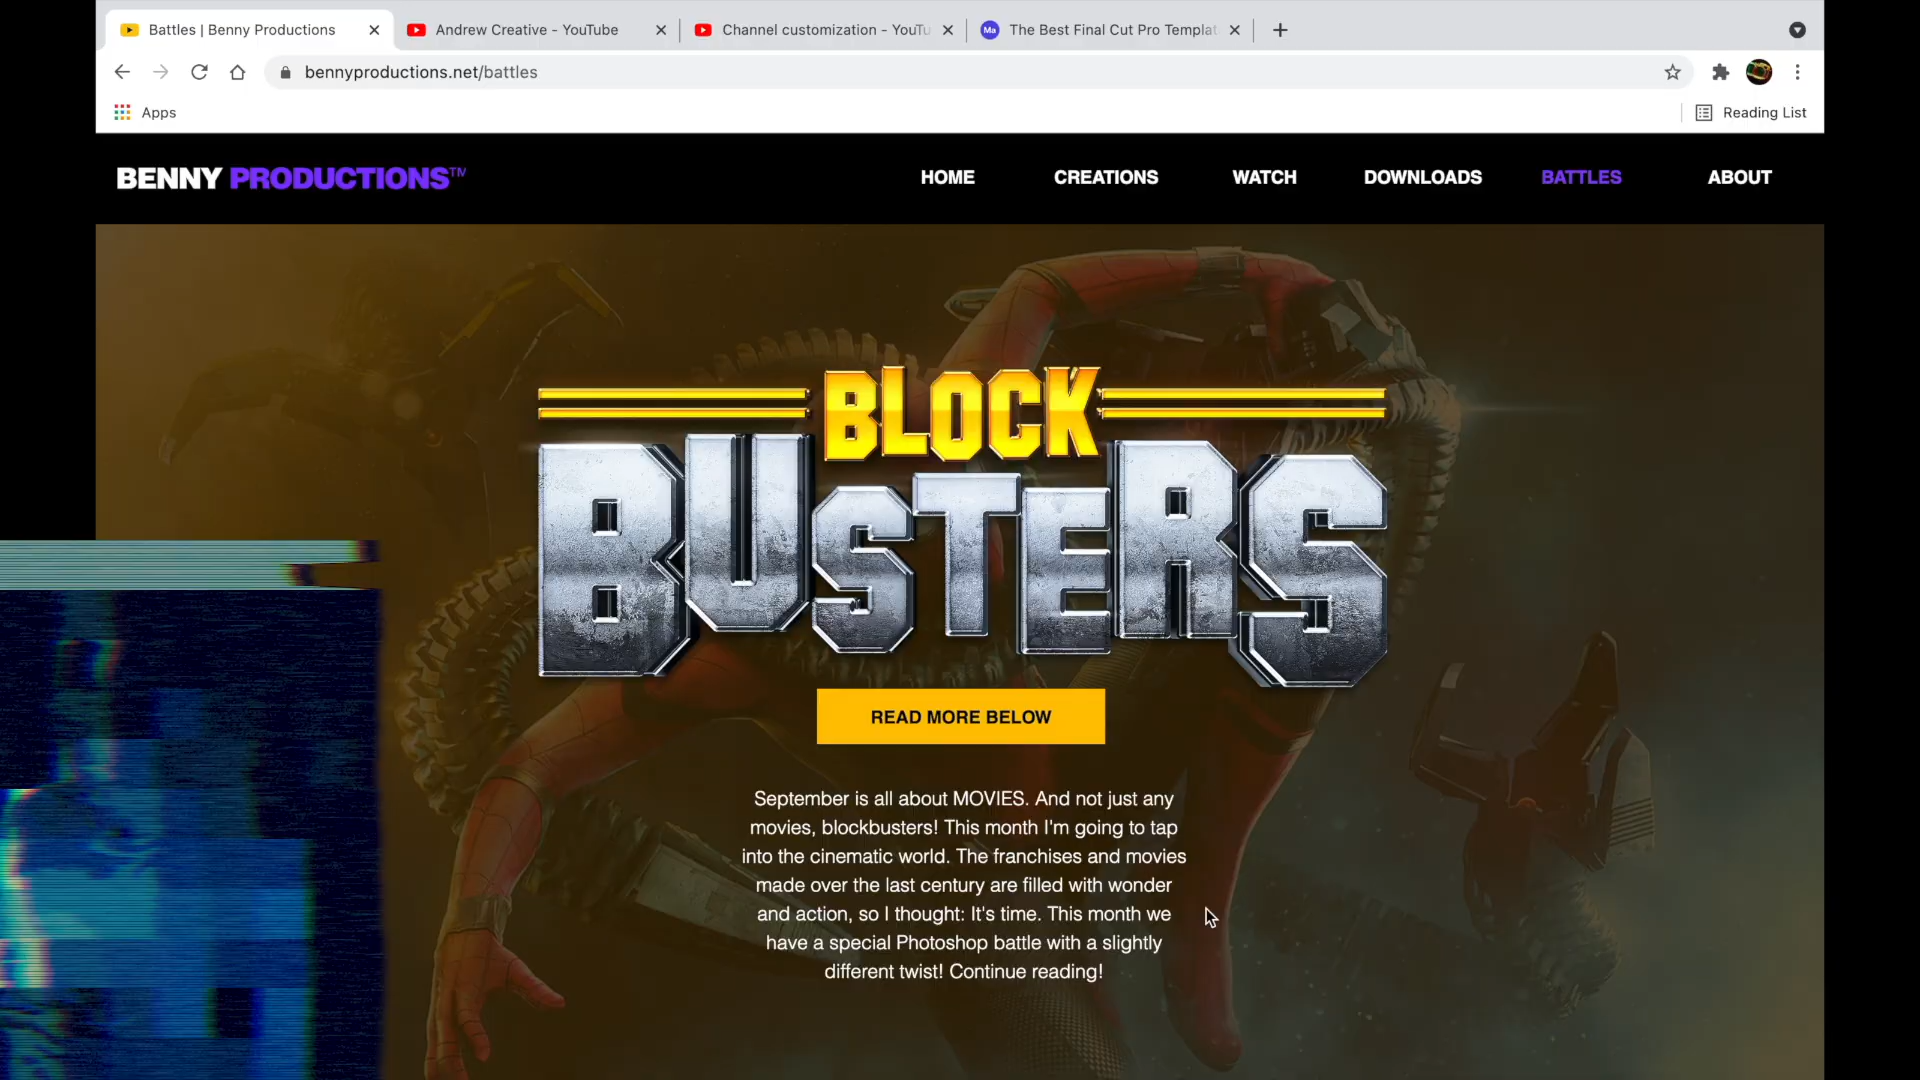 Battles | Benny Productions
Andrew Creative - YouTube
Channel customization - YouTu
The Best Final Cut Pro Templat
Ma
bennyproductions.net/battles
Apps
Reading List
BENNY PRODUCTIONS™
HOME
CREATIONS
WATCH
DOWNLOADS
BATTLES
ABOUT
BLOCK
BUSTERS
READ MORE BELOW
September is all about MOVIES. And not just any
movies, blockbusters! This month I'm going to tap
into the cinematic world. The franchises and movies
made over the last century are filled with wonder
and action, so I thought: It's time. This month we
have a special Photoshop battle with a slightly
different twist! Continue reading!